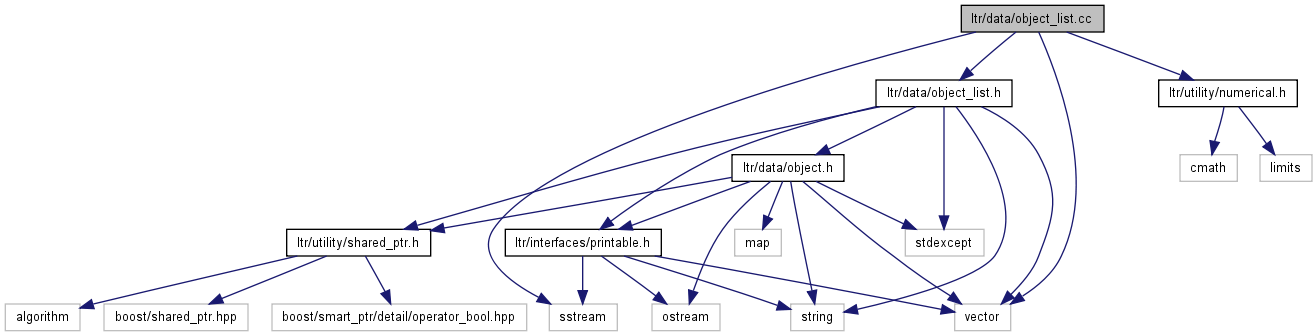 ltr/data/object_list.cc
ltr/data/object_list.h
ltr/utility/numerical.h
ltr/data/object.h
cmath
limits
ltr/utility/shared_ptr.h
ltr/interfaces/printable.h
map
stdexcept
algorithm
boost/shared_ptr.hpp
boost/smart_ptr/detail/operator_bool.hpp
sstream
ostream
string
vector